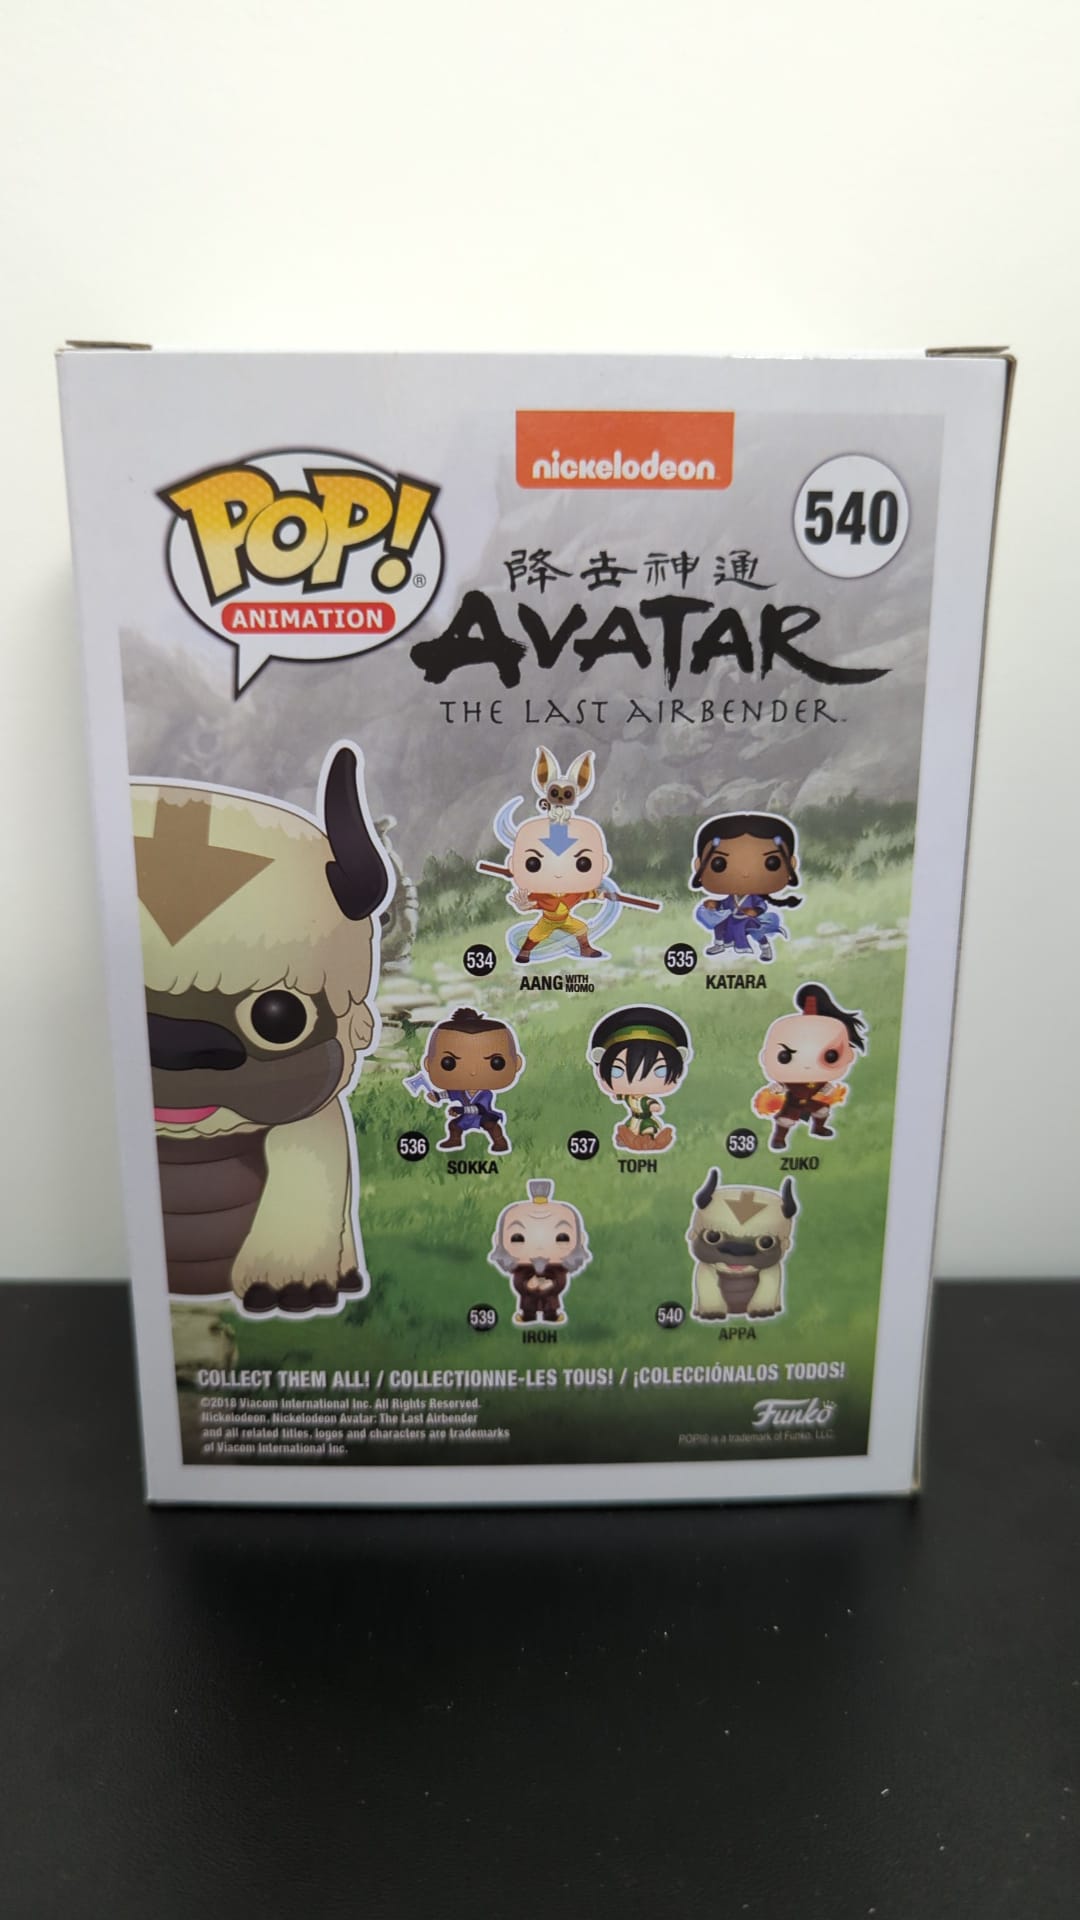 nickelodeon
POP!®
ANIMATION
540
降去神通
AVATAR
THE LAST AIRBENDER™
534
AANG WITH MOMO
535
KATARA
536
SOKKA
537
TOPH
538
ZUKO
539
IROH
540
APPA
COLLECT THEM ALL! / COLLECTIONNE-LES TOUS! / ¡COLECCIÓNALOS TODOS!
©2018 Viacom International Inc. All Rights Reserved.
Nickelodeon, Nickelodeon Avatar: The Last Airbender
and all related titles, logos and characters are trademarks
of Viacom International Inc.
Funko
POP!® is a trademark of Funko, LLC.